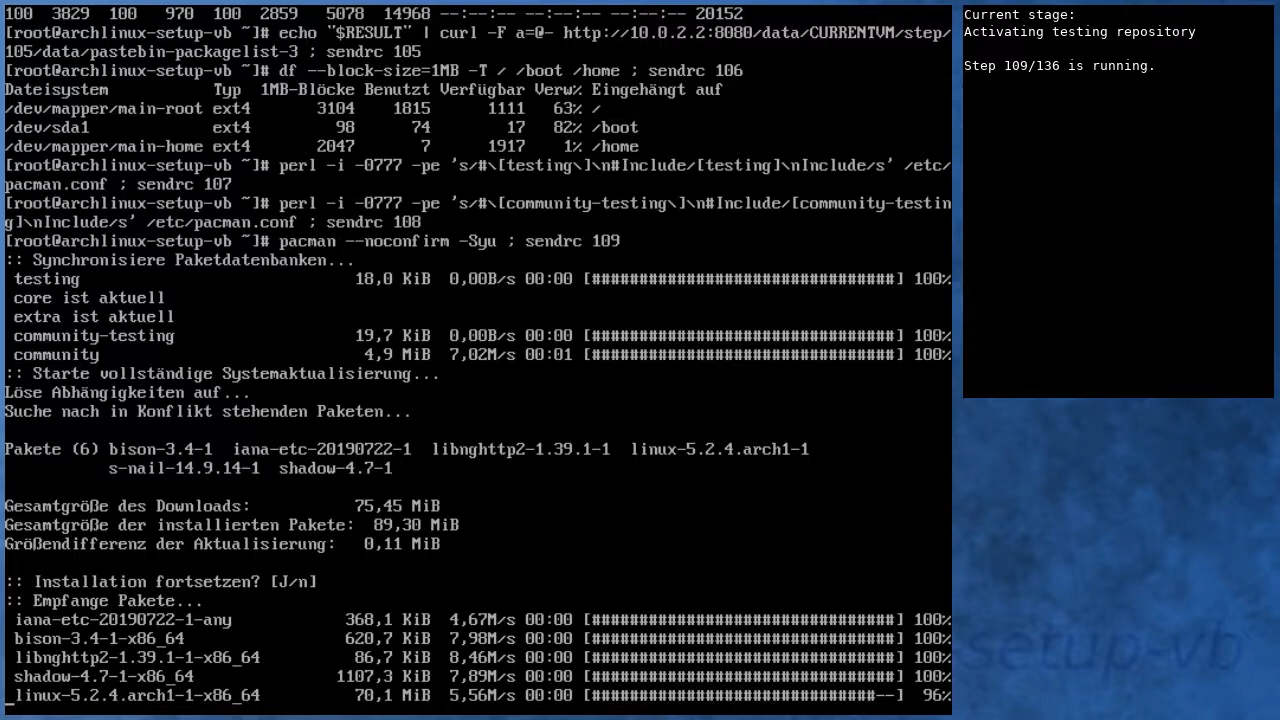 100  3829  100   970  100  2859   5078  14968 --:--:-- --:--:-- --:--:-- 20152
[root@archlinux-setup-vb ~]# echo "$RESULT" | curl -F a=@- http://10.0.2.2:8080/data/CURRENTVM/step/
105/data/pastebin-packagelist-3 ; sendrc 105
[root@archlinux-setup-vb ~]# df --block-size=1MB -T / /boot /home ; sendrc 106
Dateisystem           Typ  1MB-Blöcke Benutzt Verfügbar Verw% Eingehängt auf
/dev/mapper/main-root ext4       3104    1815      1111   63% /
/dev/sda1             ext4         98      74        17   82% /boot
/dev/mapper/main-home ext4       2047       7      1917    1% /home
[root@archlinux-setup-vb ~]# perl -i -0777 -pe 's/#\[testing\]\n#Include/[testing]\nInclude/s' /etc/
pacman.conf ; sendrc 107
[root@archlinux-setup-vb ~]# perl -i -0777 -pe 's/#\[community-testing\]\n#Include/[community-testin
g]\nInclude/s' /etc/pacman.conf ; sendrc 108
[root@archlinux-setup-vb ~]# pacman --noconfirm -Syu ; sendrc 109
:: Synchronisiere Paketdatenbanken...
 testing                             18,0 KiB  0,00B/s 00:00 [################################] 100%
 core ist aktuell
 extra ist aktuell
 community-testing                   19,7 KiB  0,00B/s 00:00 [################################] 100%
 community                            4,9 MiB  7,02M/s 00:01 [################################] 100%
:: Starte vollständige Systemaktualisierung...
Löse Abhängigkeiten auf...
Suche nach in Konflikt stehenden Paketen...
Pakete (6) bison-3.4-1  iana-etc-20190722-1  libnghttp2-1.39.1-1  linux-5.2.4.arch1-1
           s-nail-14.9.14-1  shadow-4.7-1
Gesamtgröße des Downloads:           75,45 MiB
Gesamtgröße der installierten Pakete:  89,30 MiB
Größendifferenz der Aktualisierung:   0,11 MiB
:: Installation fortsetzen? [J/n]
:: Empfange Pakete...
 iana-etc-20190722-1-any            368,1 KiB  4,67M/s 00:00 [################################] 100%
 bison-3.4-1-x86_64                 620,7 KiB  7,98M/s 00:00 [################################] 100%
 libnghttp2-1.39.1-1-x86_64          86,7 KiB  8,46M/s 00:00 [################################] 100%
 shadow-4.7-1-x86_64               1107,3 KiB  7,89M/s 00:00 [################################] 100%
 linux-5.2.4.arch1-1-x86_64          70,1 MiB  5,56M/s 00:00 [##############################--]  96%
Current stage:
Activating testing repository
Step 109/136 is running.
setup-vb